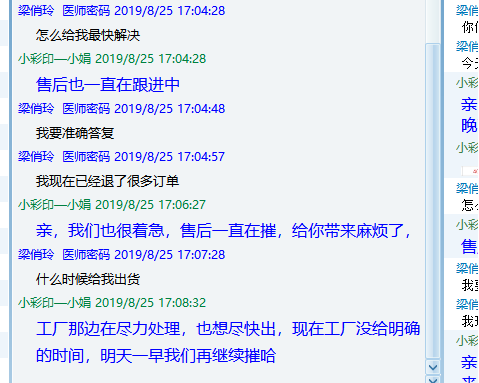 梁俏玲 医师密码 2019/8/25 17:04:28
怎么给我最快解决
小彩印—小娟 2019/8/25 17:04:28
售后也一直在跟进中
梁俏玲 医师密码 2019/8/25 17:04:48
我要准确答复
梁俏玲 医师密码 2019/8/25 17:04:57
我现在已经退了很多订单
小彩印—小娟 2019/8/25 17:06:27
亲，我们也很着急，售后一直在摧，给你带来麻烦了，
梁俏玲 医师密码 2019/8/25 17:07:28
什么时候给我出货
小彩印—小娟 2019/8/25 17:08:32
工厂那边在尽力处理，也想尽快出，现在工厂没给明确
的时间，明天一早我们再继续摧哈
梁俏
梁俏
今天
小彩
亲
晚
小彩
梁俏
怎么
小彩
售
梁俏
我要
梁俏
我现
小彩
亲
来